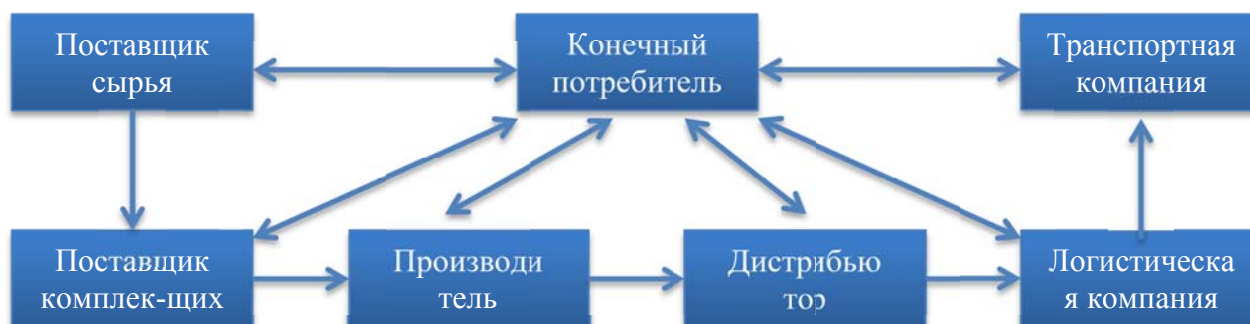 Поставщик
сырья
Конечный
потребитель
Транспортная
компания
Поставщик
комплек-щих
Производи
тель
Дистрибью
тор
Логистическа
я компания